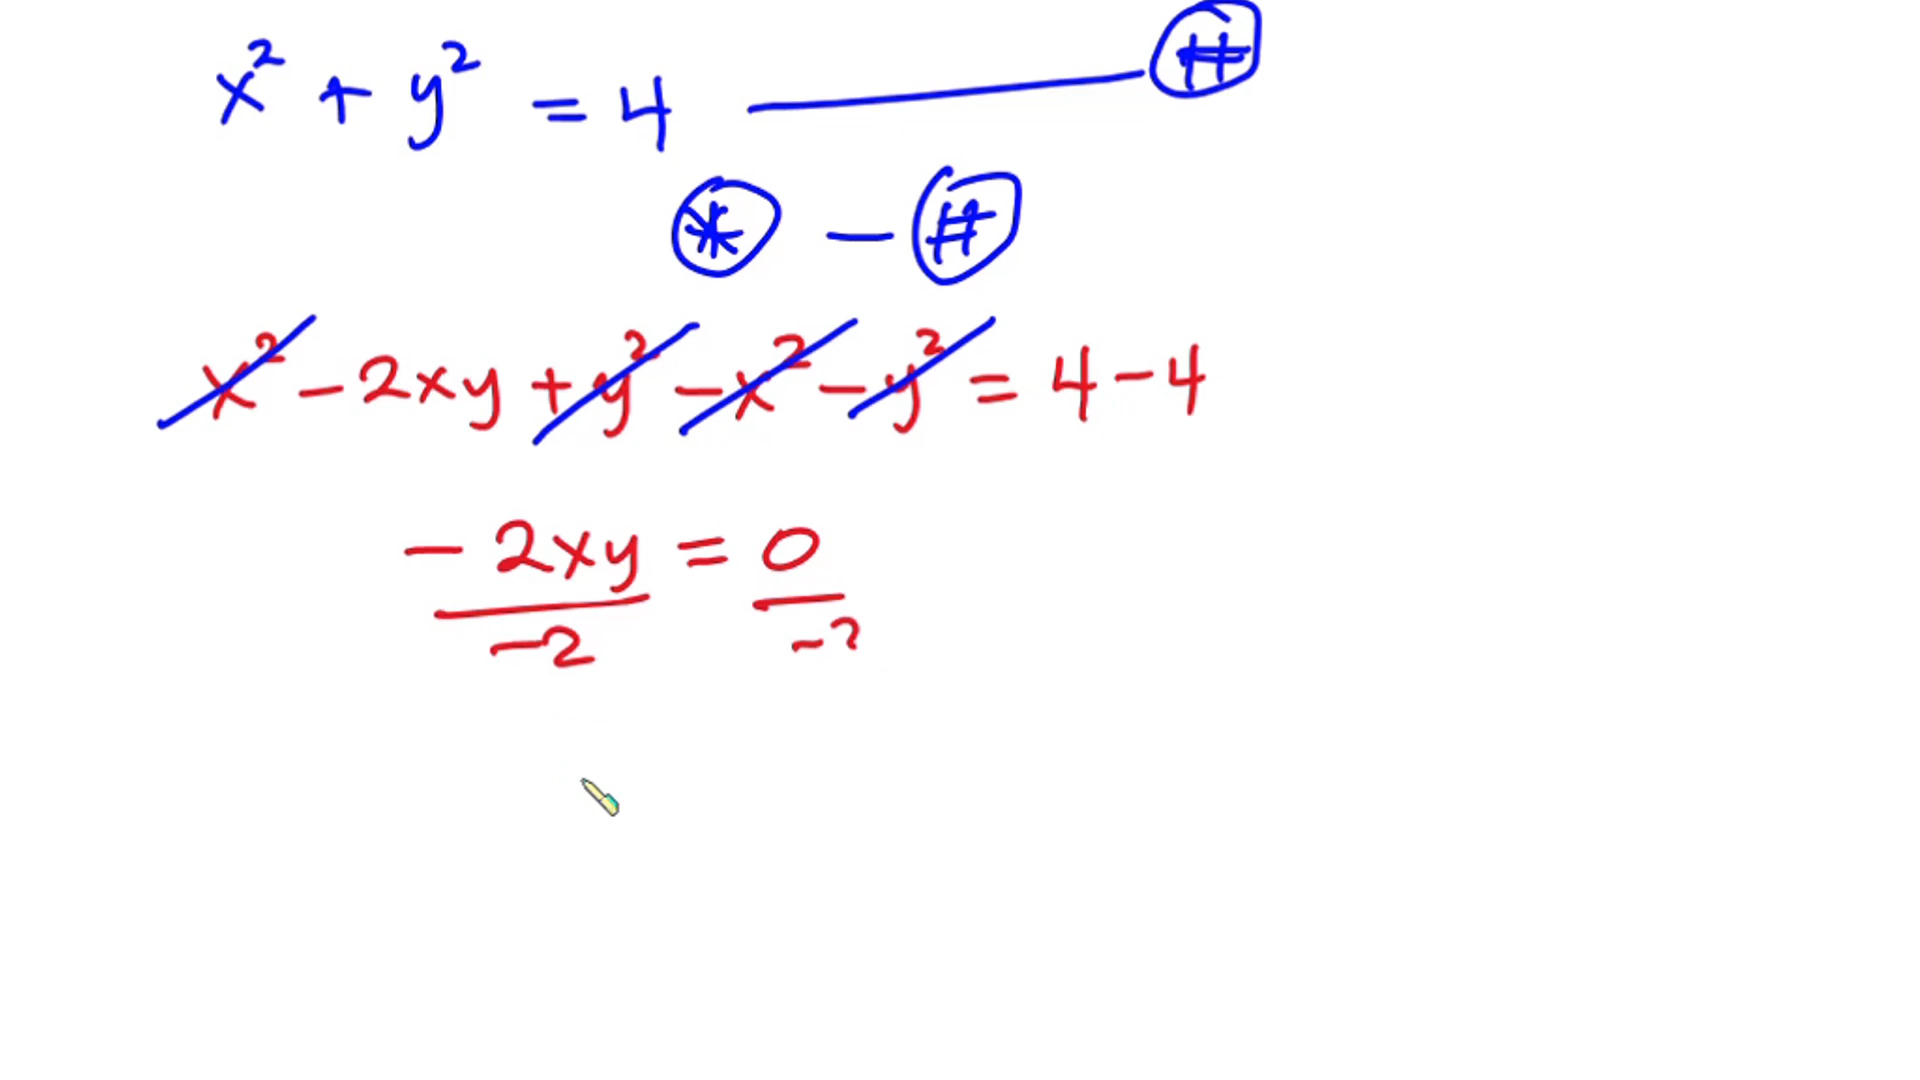 x² + y² = 4 ——— #
* − #
x² − 2xy + y² − x² − y² = 4 − 4
− 2xy = 0
−2 −2